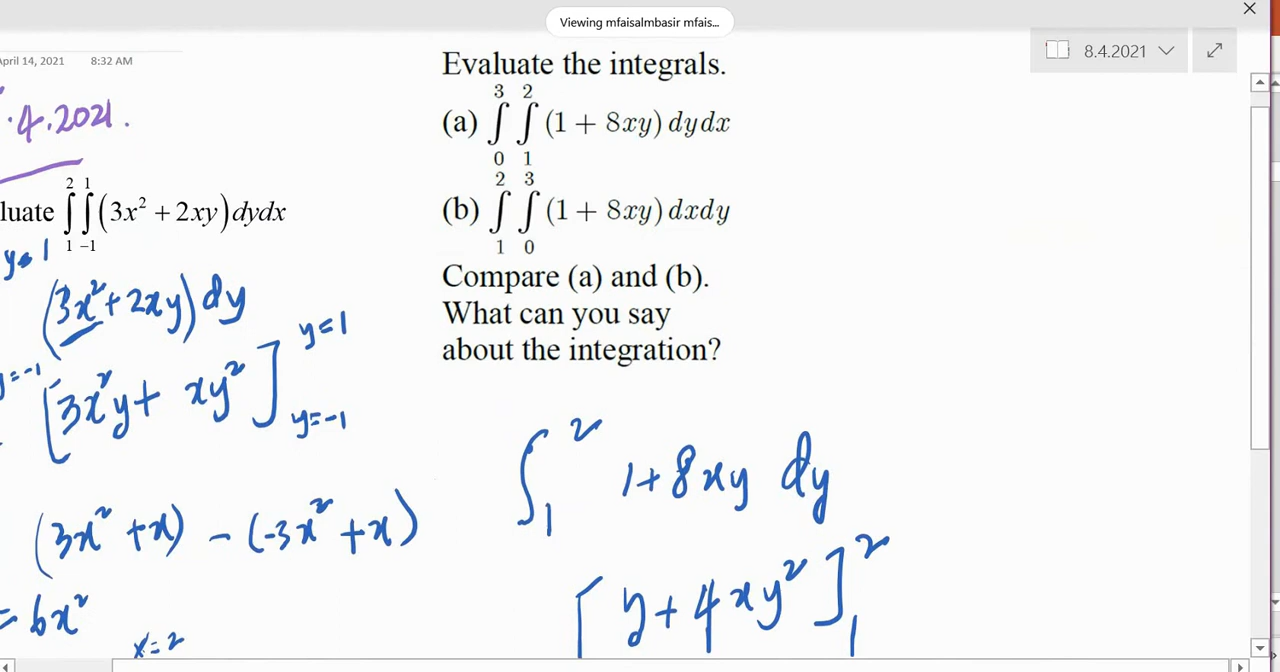 Viewing mfaisalmbasir mfais...
April 14, 2021 8:32 AM
8.4.2021
.4.2021.
luate ∫₁² ∫₋₁¹ (3x² + 2xy) dydx
y=1
(3x² + 2xy) dy
y=-1
[3x²y + xy²] y=1 y=-1
(3x² + x) - (-3x² + x)
= 6x²
x=2
Evaluate the integrals.
(a) ∫₀³ ∫₁² (1 + 8xy) dydx
(b) ∫₁² ∫₀³ (1 + 8xy) dxdy
Compare (a) and (b).
What can you say
about the integration?
∫₁² 1+8xy dy
[y + 4xy²]₁²